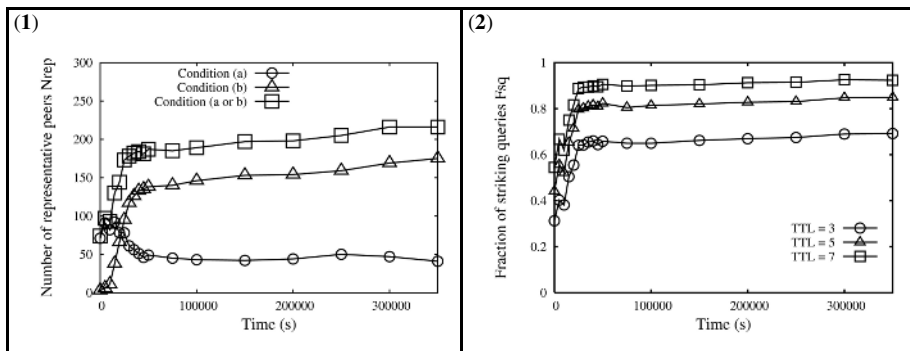 (1)
Number of representative peers Nrep
300
250
200
150
100
50
0
Condition (a)
Condition (b)
Condition (a or b)
0 100000 200000 300000
Time (s)
(2)
Fraction of striking queries Fsq
1
0.8
0.6
0.4
0.2
0
TTL = 3
TTL = 5
TTL = 7
0 100000 200000 300000
Time (s)